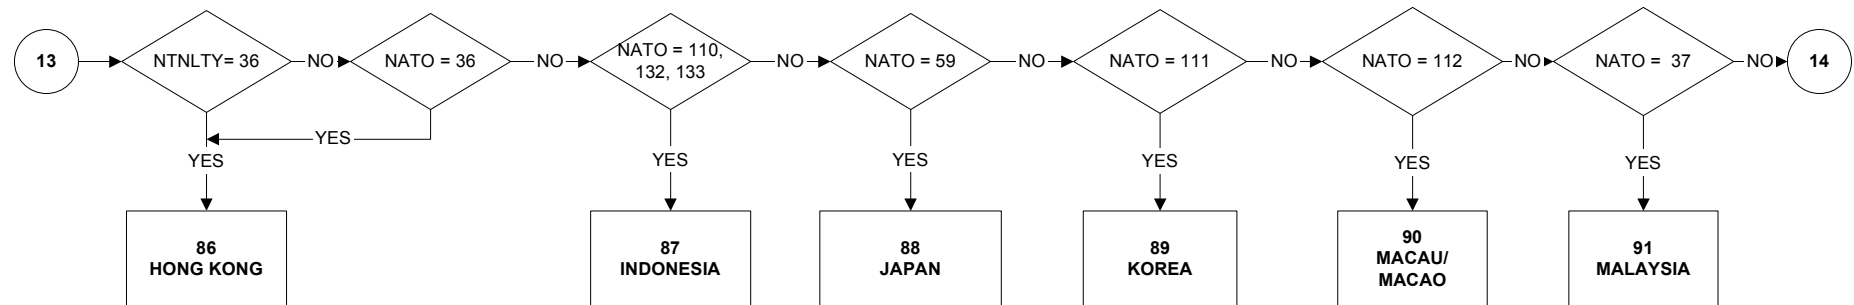 13
NTNLTY= 36
NO
NATO = 36
NO
NATO = 110,
132, 133
NO
NATO = 59
NO
NATO = 111
NO
NATO = 112
NO
NATO =  37
NO
14
YES
YES
YES
YES
YES
YES
YES
86
HONG KONG
87
INDONESIA
88
JAPAN
89
KOREA
90
MACAU/
MACAO
91
MALAYSIA